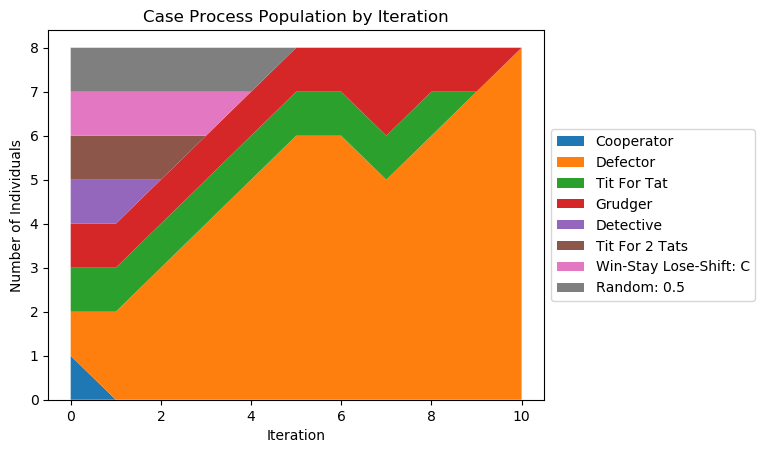 Case Process Population by Iteration
Number of Individuals
8
7
6
5
4
3
2
1
0
0 2 4 6 8 10
Iteration
Cooperator
Defector
Tit For Tat
Grudger
Detective
Tit For 2 Tats
Win-Stay Lose-Shift: C
Random: 0.5